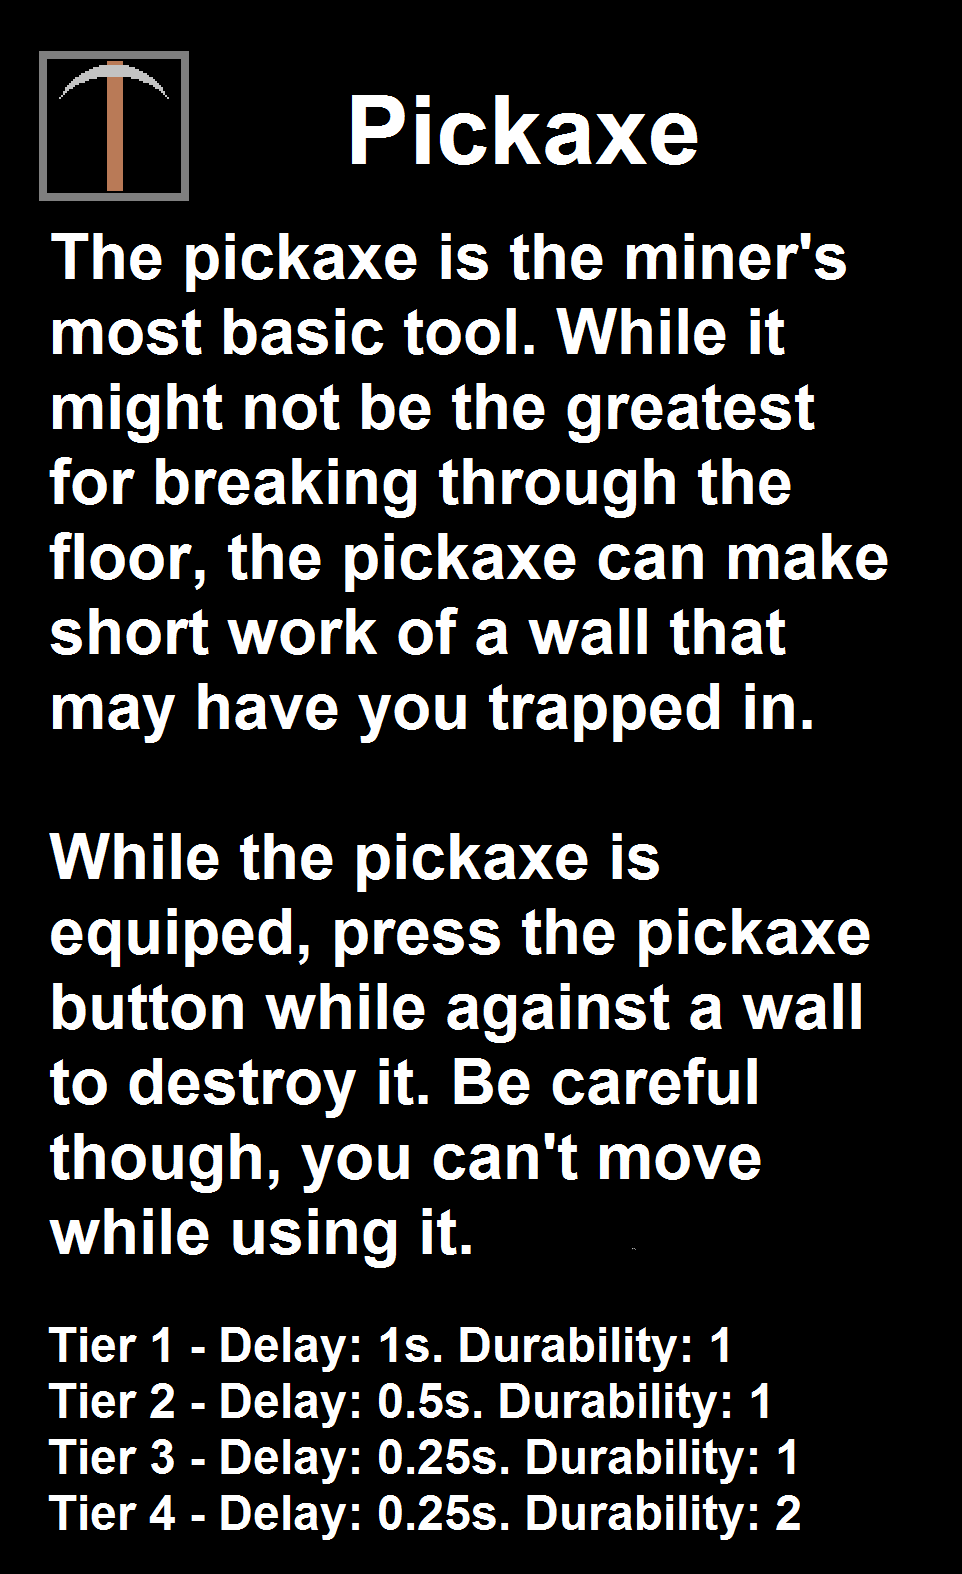 Pickaxe
The pickaxe is the miner's
most basic tool. While it
might not be the greatest
for breaking through the
floor, the pickaxe can make
short work of a wall that
may have you trapped in.
While the pickaxe is
equiped, press the pickaxe
button while against a wall
to destroy it. Be careful
though, you can't move
while using it.
Tier 1 - Delay: 1s. Durability: 1
Tier 2 - Delay: 0.5s. Durability: 1
Tier 3 - Delay: 0.25s. Durability: 1
Tier 4 - Delay: 0.25s. Durability: 2